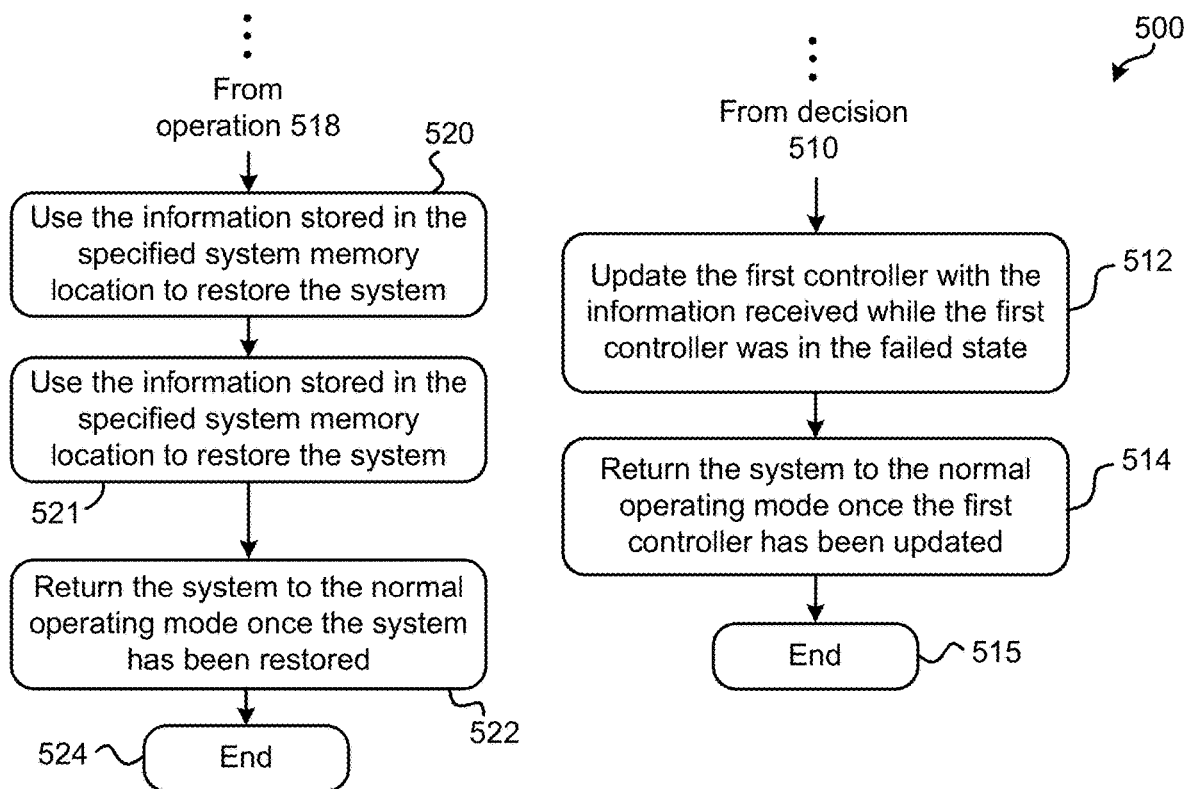 From
operation 518
520
Use the information stored in the
specified system memory
location to restore the system
Use the information stored in the
specified system memory
location to restore the system
521
Return the system to the normal
operating mode once the system
has been restored
522
End
524
500
From decision
510
Update the first controller with the
information received while the first
controller was in the failed state
512
Return the system to the normal
operating mode once the first
controller has been updated
514
End
515